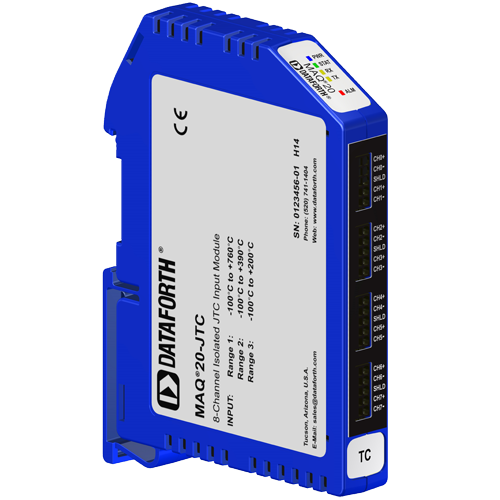 PWR
STAT
RX
TX
MAQ®20
DATAFORTH®
ALM
CE
DATAFORTH®
MAQ®20-JTC
8-Channel Isolated JTC Input Module
INPUT: Range 1: -100°C to +760°C
Range 2: -100°C to +390°C
Range 3: -100°C to +200°C
SN: 0123456-01 H14
Phone: (520) 741-1404
Web: www.dataforth.com
Tucson, Arizona, U.S.A.
E-Mail: sales@dataforth.com
CH0+
CH0-
SHLD
CH1+
CH1-
CH2+
CH2-
SHLD
CH3+
CH3-
CH4+
CH4-
SHLD
CH5+
CH5-
CH6+
CH6-
SHLD
CH7+
CH7-
TC